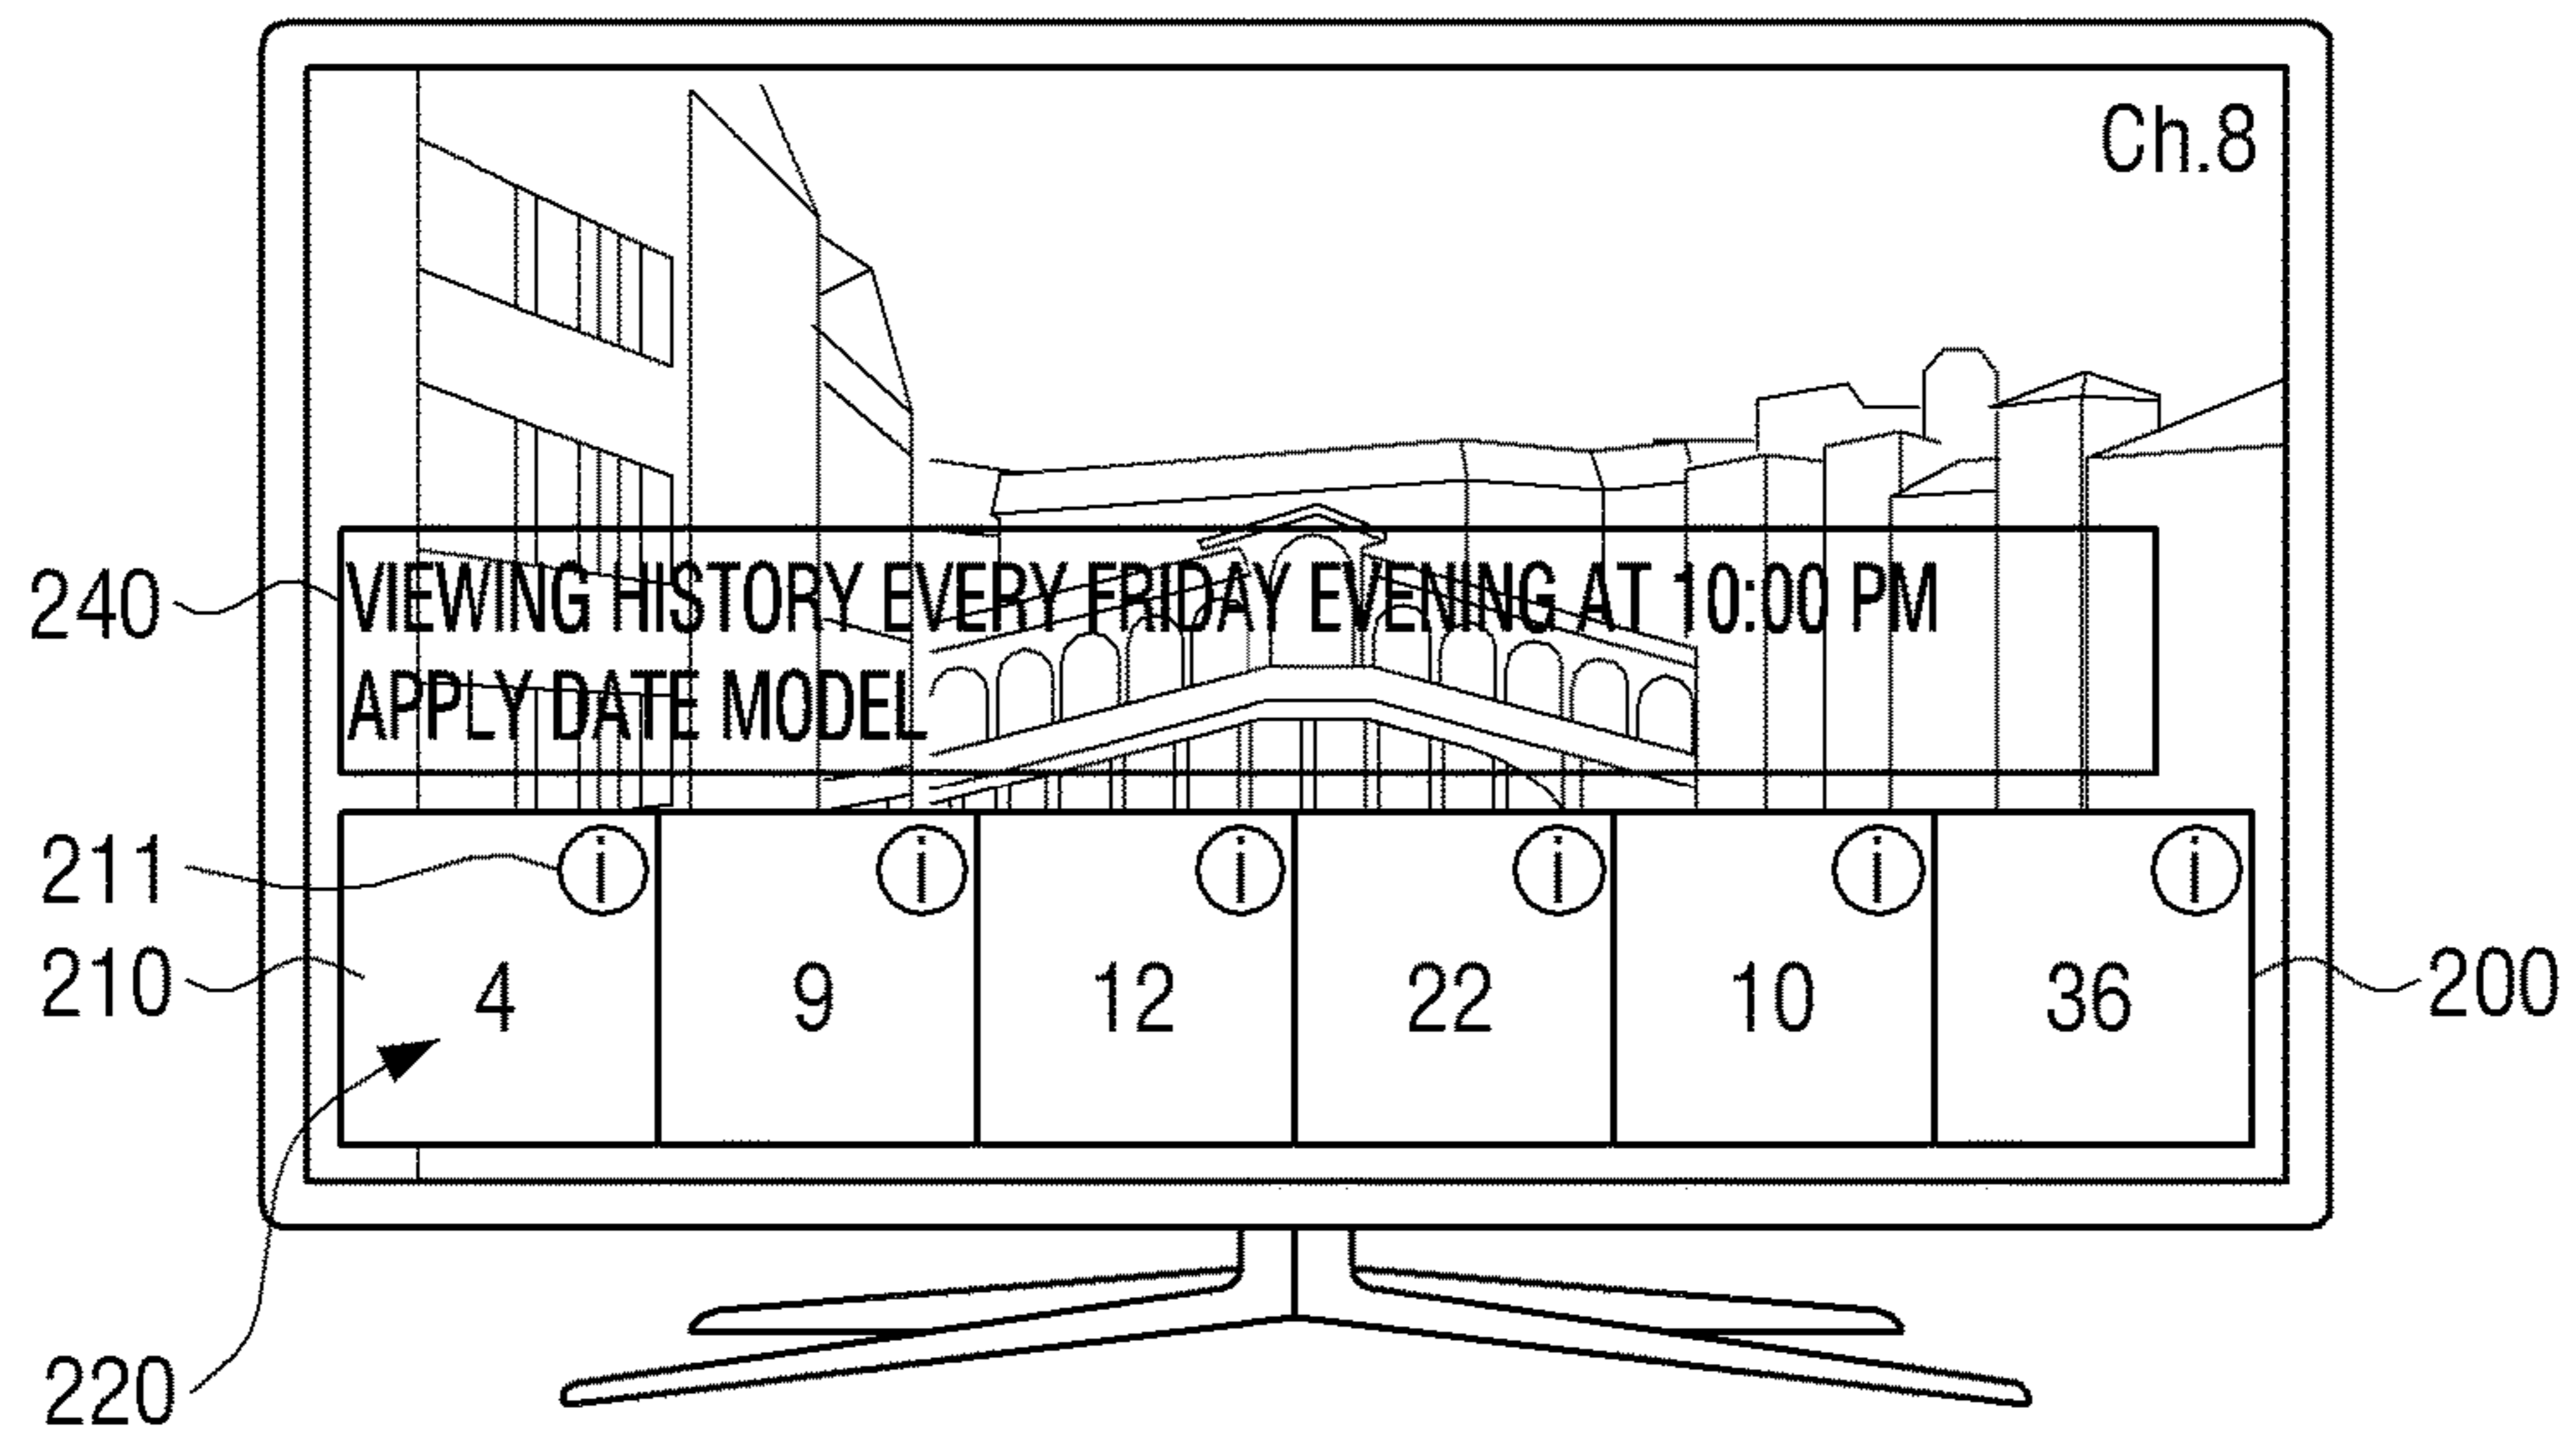 Ch.8
240
VIEWING HISTORY EVERY FRIDAY EVENING AT 10:00 PM
APPLY DATE MODEL
211
i i i i i i
210
4 9 12 22 10 36
200
220